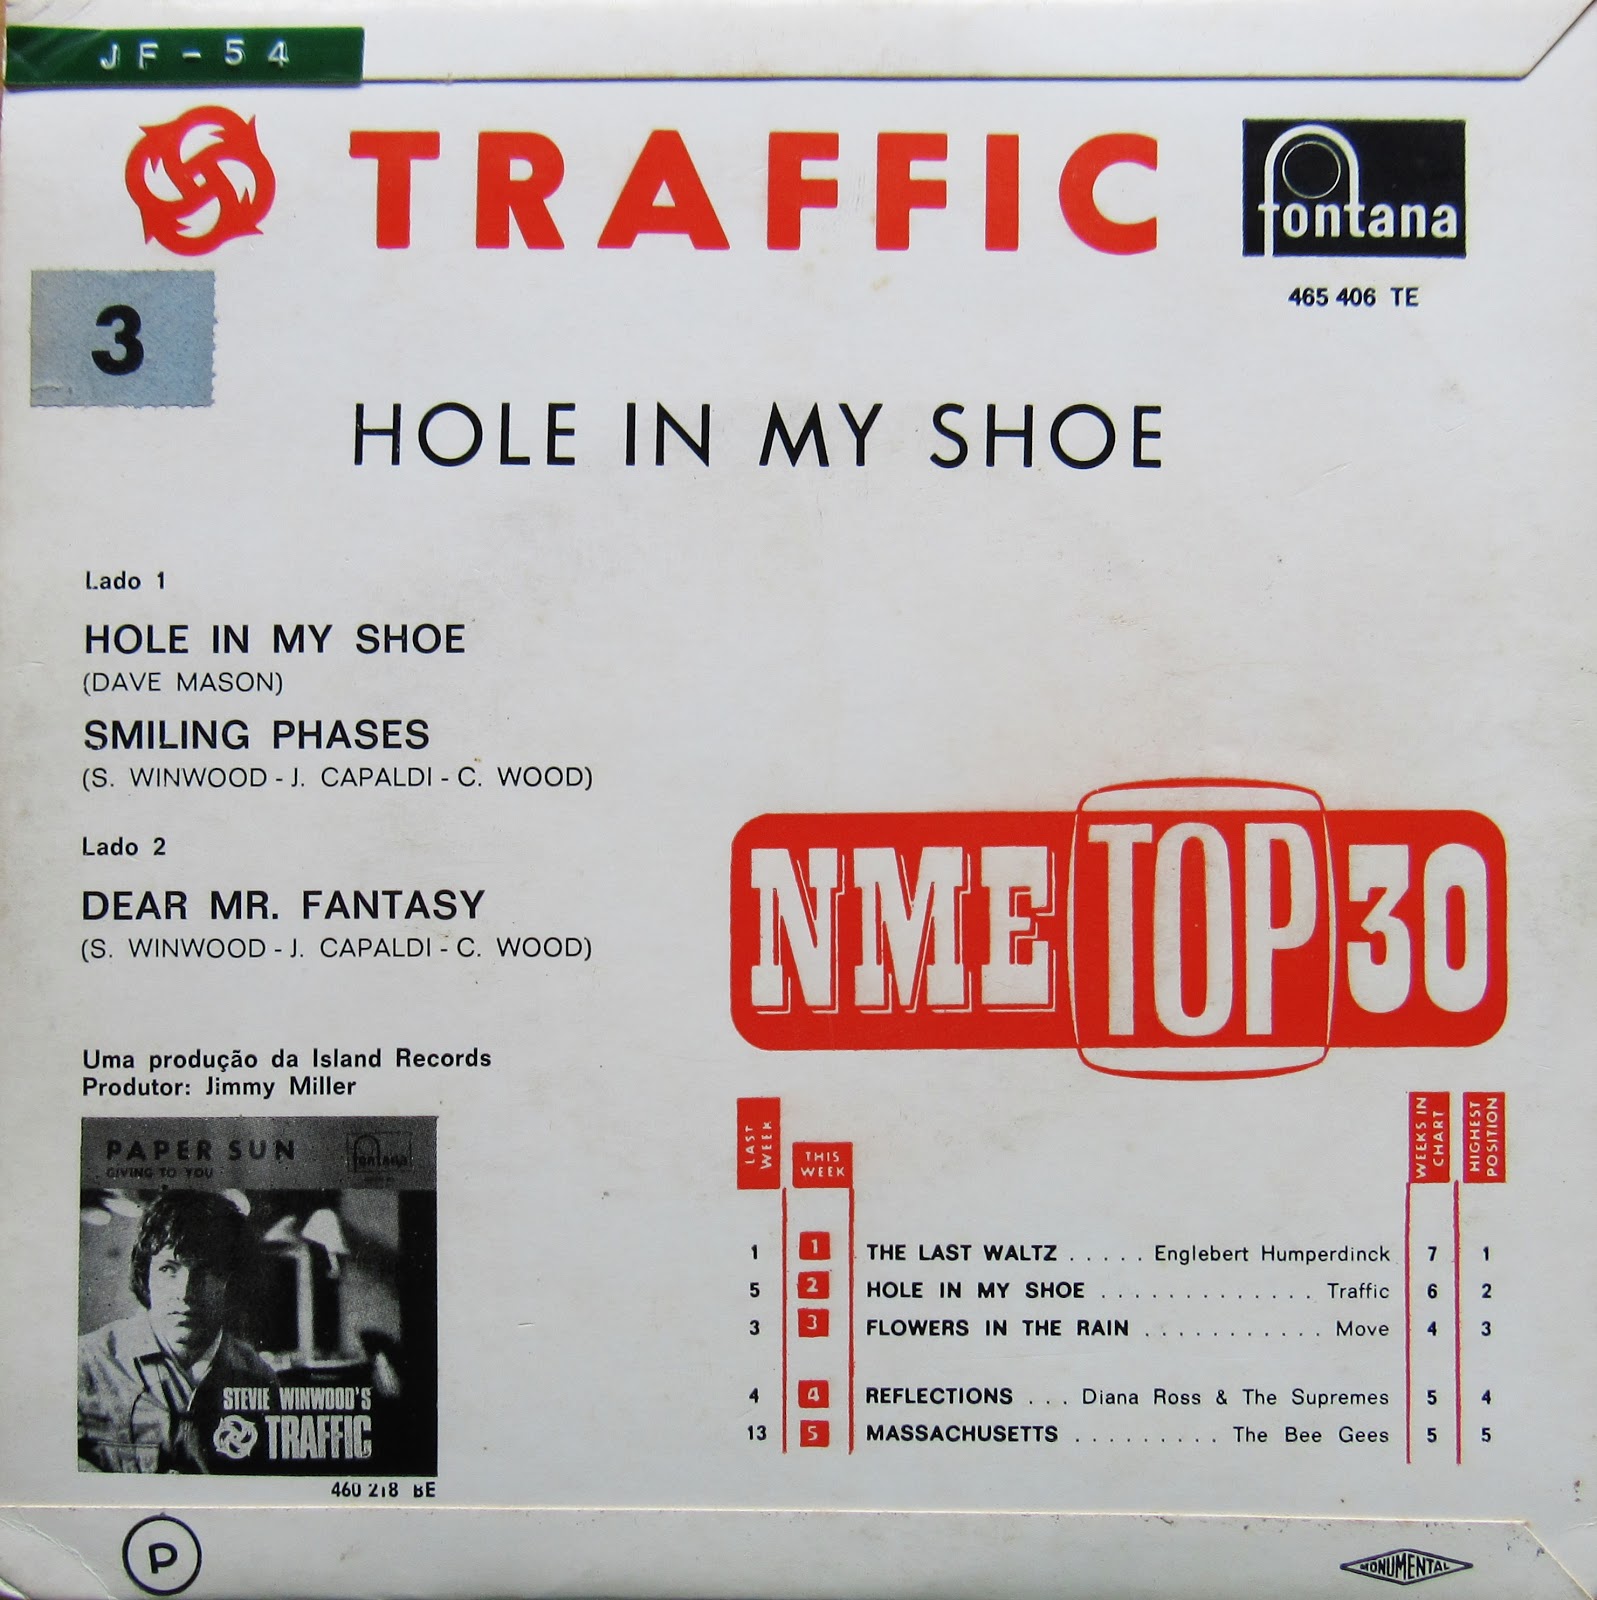 JF-54
TRAFFIC
fontana
465 406 TE
3
HOLE IN MY SHOE
Lado 1
HOLE IN MY SHOE
(DAVE MASON)
SMILING PHASES
(S. WINWOOD - J. CAPALDI - C. WOOD)
Lado 2
DEAR MR. FANTASY
(S. WINWOOD - J. CAPALDI - C. WOOD)
Uma produção da Island Records
Produtor: Jimmy Miller
PAPER SUN
GIVING TO YOU
fontana
STEVIE WINWOOD'S
TRAFFIC
460 218 BE
NME TOP 30
LAST WEEK
THIS WEEK
WEEKS IN CHART
HIGHEST POSITION
1 1 THE LAST WALTZ . . . . . Englebert Humperdinck 7 1
5 2 HOLE IN MY SHOE . . . . . . . . . . . . . Traffic 6 2
3 3 FLOWERS IN THE RAIN . . . . . . . . . . . Move 4 3
4 4 REFLECTIONS . . . Diana Ross & The Supremes 5 4
13 5 MASSACHUSETTS . . . . . . . . . The Bee Gees 5 5
P
MONUMENTAL